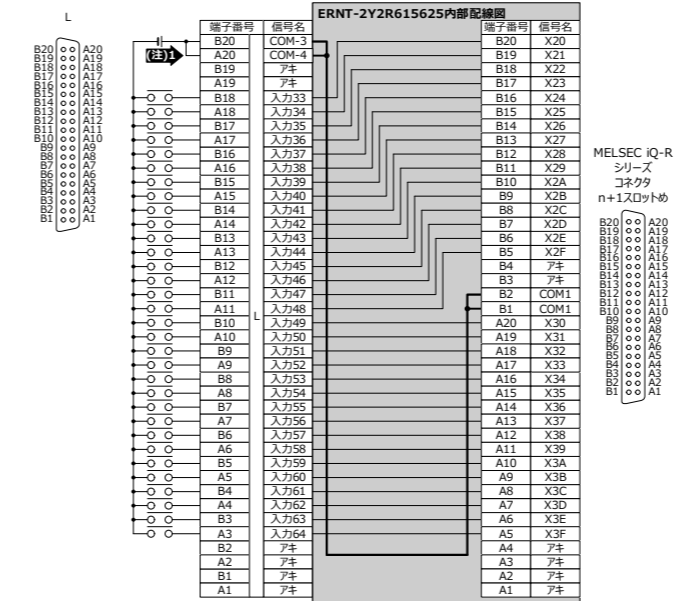 ERNT-2Y2R615625内部配線図
L
B20 A20
B19 A19
B18 A18
B17 A17
B16 A16
B15 A15
B14 A14
B13 A13
B12 A12
B11 A11
B10 A10
B9 A9
B8 A8
B7 A7
B6 A6
B5 A5
B4 A4
B3 A3
B2 A2
B1 A1
(注)1
端子番号 信号名 端子番号 信号名
B20 COM-3 B20 X20
A20 COM-4 B19 X21
B19 アキ B18 X22
A19 アキ B17 X23
B18 入力33 B16 X24
A18 入力34 B15 X25
B17 入力35 B14 X26
A17 入力36 B13 X27
B16 入力37 B12 X28
A16 入力38 B11 X29
B15 入力39 B10 X2A
A15 入力40 B9 X2B
B14 入力41 B8 X2C
A14 入力42 B7 X2D
B13 入力43 B6 X2E
A13 入力44 B5 X2F
B12 入力45 B4 アキ
A12 入力46 B3 アキ
B11 入力47 B2 COM1
A11 入力48 B1 COM1
L
B10 入力49 A20 X30
A10 入力50 A19 X31
B9 入力51 A18 X32
A9 入力52 A17 X33
B8 入力53 A16 X34
A8 入力54 A15 X35
B7 入力55 A14 X36
A7 入力56 A13 X37
B6 入力57 A12 X38
A6 入力58 A11 X39
B5 入力59 A10 X3A
A5 入力60 A9 X3B
B4 入力61 A8 X3C
A4 入力62 A7 X3D
B3 入力63 A6 X3E
A3 入力64 A5 X3F
B2 アキ A4 アキ
A2 アキ A3 アキ
B1 アキ A2 アキ
A1 アキ A1 アキ
MELSEC iQ-R
シリーズ
コネクタ
n+1スロットめ
B20 A20
B19 A19
B18 A18
B17 A17
B16 A16
B15 A15
B14 A14
B13 A13
B12 A12
B11 A11
B10 A10
B9 A9
B8 A8
B7 A7
B6 A6
B5 A5
B4 A4
B3 A3
B2 A2
B1 A1